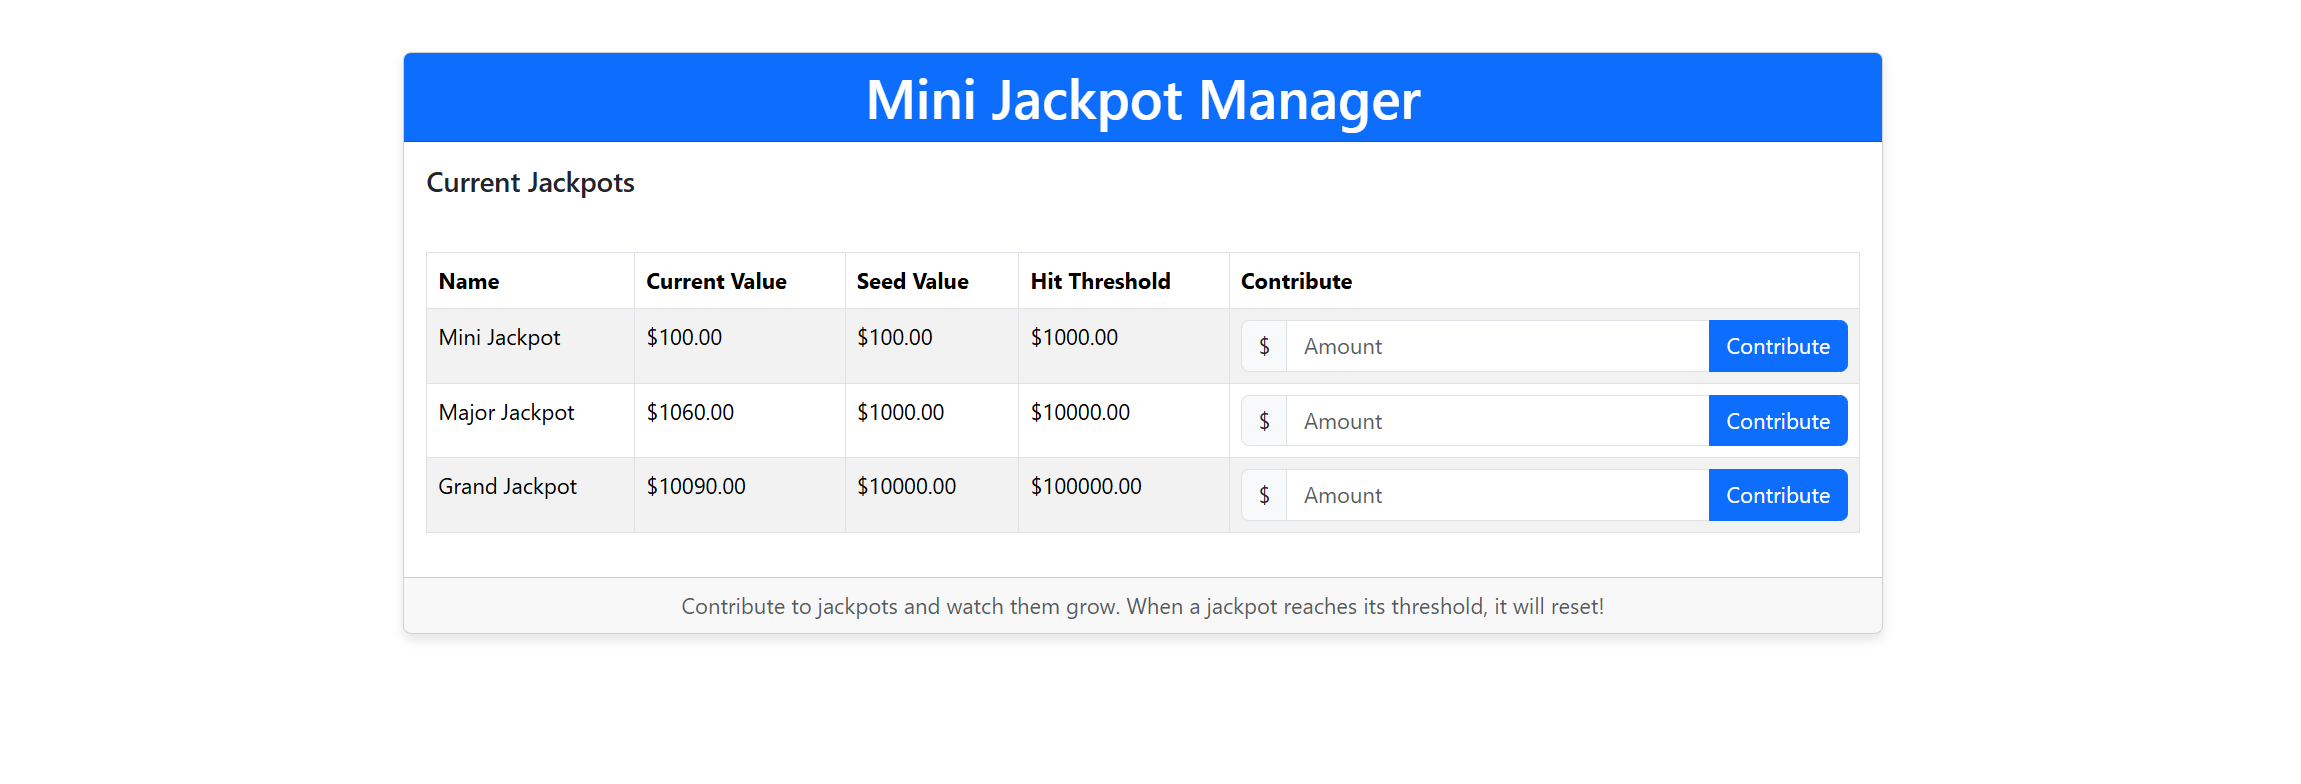 Mini Jackpot Manager
Current Jackpots
Name Current Value Seed Value Hit Threshold Contribute
Mini Jackpot $100.00 $100.00 $1000.00 $ Amount Contribute
Major Jackpot $1060.00 $1000.00 $10000.00 $ Amount Contribute
Grand Jackpot $10090.00 $10000.00 $100000.00 $ Amount Contribute
Contribute to jackpots and watch them grow. When a jackpot reaches its threshold, it will reset!